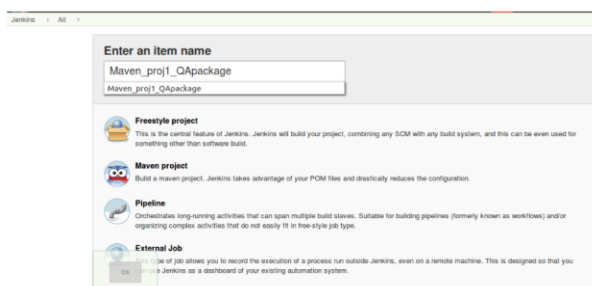 Jenkins › All ›
Enter an item name
Maven_proj1_QApackage
Maven_proj1_QApackage
Freestyle project
This is the central feature of Jenkins. Jenkins will build your project, combining any SCM with any build system, and this can be even used for
something other than software build.
Maven project
Build a maven project. Jenkins takes advantage of your POM files and drastically reduces the configuration.
Pipeline
Orchestrates long-running activities that can span multiple build slaves. Suitable for building pipelines (formerly known as workflows) and/or
organizing complex activities that do not easily fit in free-style job type.
External Job
This type of job allows you to record the execution of a process run outside Jenkins, even on a remote machine. This is designed so that you
can use Jenkins as a dashboard of your existing automation system.
OK